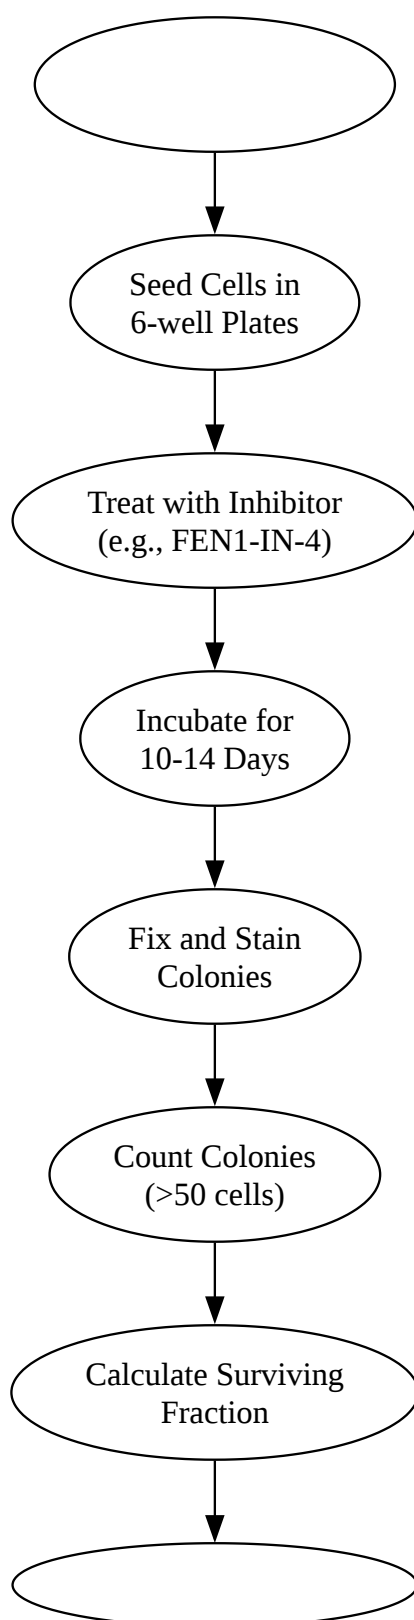 Seed Cells in
6-well Plates
Treat with Inhibitor
(e.g., FEN1-IN-4)
Incubate for
10-14 Days
Fix and Stain
Colonies
Count Colonies
(>50 cells)
Calculate Surviving
Fraction